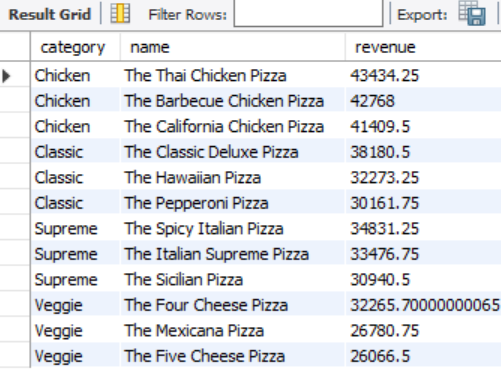 Result Grid Filter Rows: Export:
category name revenue
Chicken The Thai Chicken Pizza 43434.25
Chicken The Barbecue Chicken Pizza 42768
Chicken The California Chicken Pizza 41409.5
Classic The Classic Deluxe Pizza 38180.5
Classic The Hawaiian Pizza 32273.25
Classic The Pepperoni Pizza 30161.75
Supreme The Spicy Italian Pizza 34831.25
Supreme The Italian Supreme Pizza 33476.75
Supreme The Sicilian Pizza 30940.5
Veggie The Four Cheese Pizza 32265.70000000065
Veggie The Mexicana Pizza 26780.75
Veggie The Five Cheese Pizza 26066.5